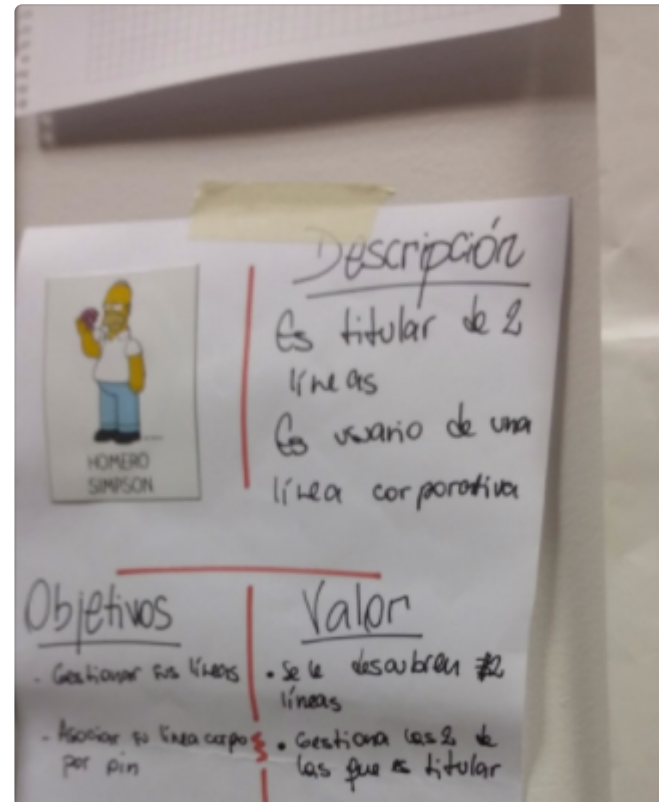 HOMERO
SIMPSON
Descripción
Es titular de 2
líneas
Es usuario de una
línea corporativa
Objetivos
- Gestionar sus líneas
- Asociar su línea corpo
por pin
Valor
• Se le descubren 2
líneas
• Gestiona las 2 de
las que es titular